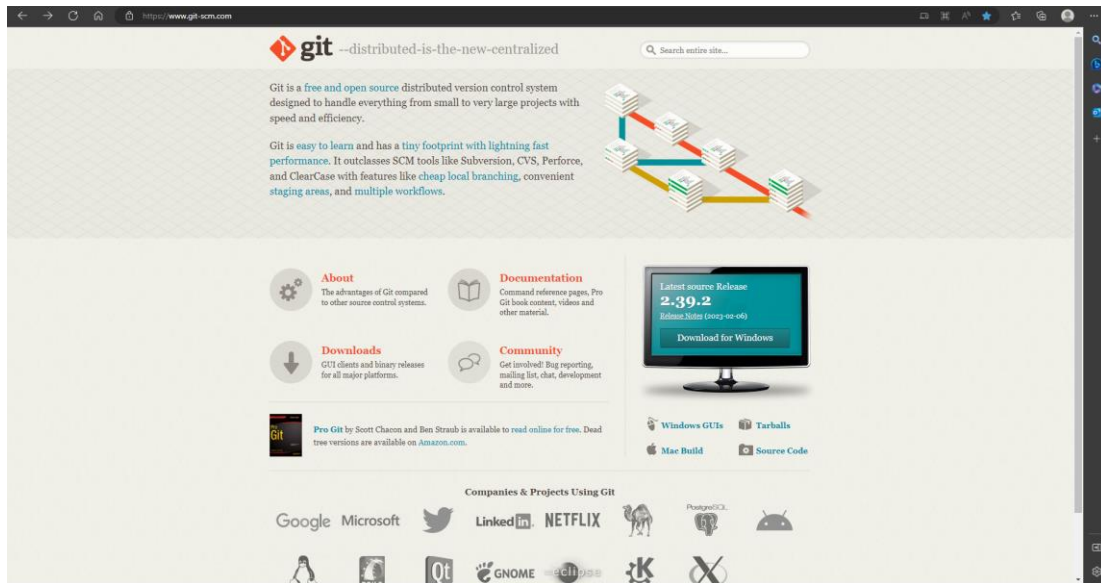 https://www.git-scm.com
git --distributed-is-the-new-centralized
Search entire site...
Git is a free and open source distributed version control system
designed to handle everything from small to very large projects with
speed and efficiency.
Git is easy to learn and has a tiny footprint with lightning fast
performance. It outclasses SCM tools like Subversion, CVS, Perforce,
and ClearCase with features like cheap local branching, convenient
staging areas, and multiple workflows.
About
The advantages of Git compared
to other source control systems.
Documentation
Command reference pages, Pro
Git book content, videos and
other material.
Downloads
GUI clients and binary releases
for all major platforms.
Community
Get involved! Bug reporting,
mailing list, chat, development
and more.
Latest source Release
2.39.2
Release Notes (2023-02-06)
Download for Windows
Windows GUIs
Tarballs
Mac Build
Source Code
Git
Pro Git by Scott Chacon and Ben Straub is available to read online for free. Dead
tree versions are available on Amazon.com.
Companies & Projects Using Git
Google Microsoft LinkedIn NETFLIX PostgreSQL
Qt GNOME eclipse K X